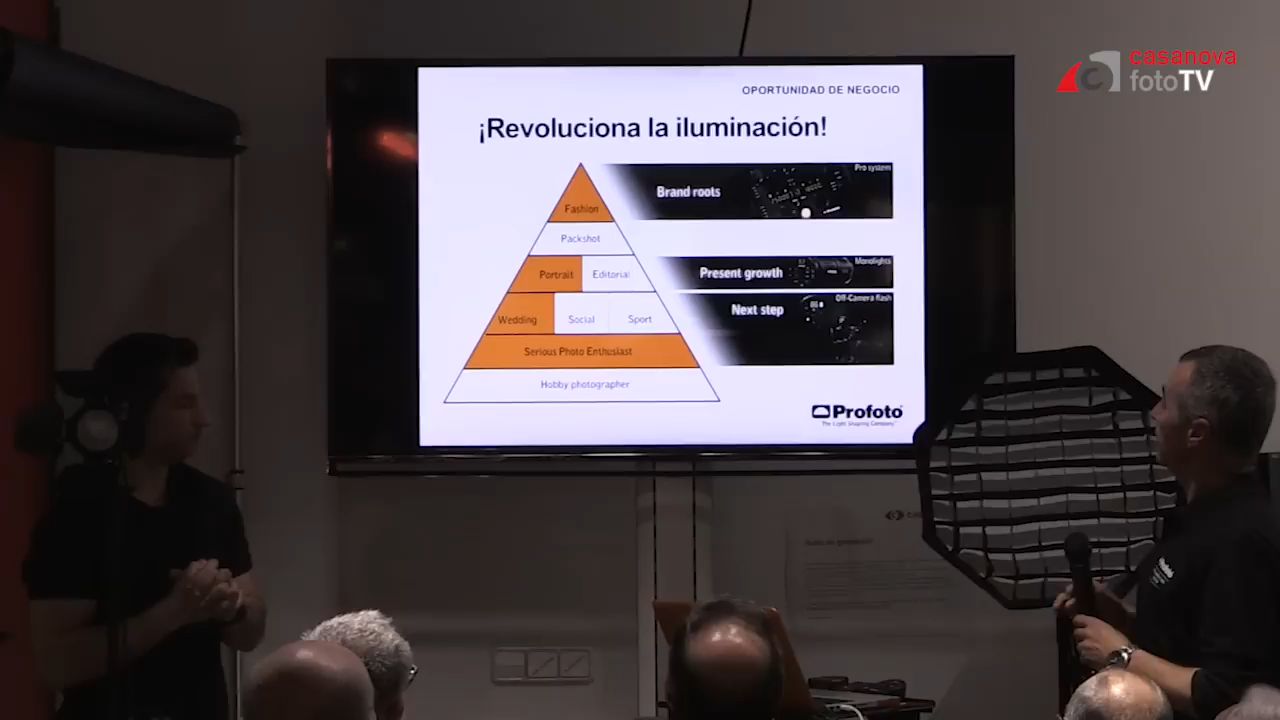 casanova
fotoTV
OPORTUNIDAD DE NEGOCIO
¡Revoluciona la iluminación!
Pro system
Brand roots
Fashion
Packshot
Portrait
Editorial
Monolights
Present growth
Off-Camera flash
Next step
Wedding
Social
Sport
Serious Photo Enthusiast
Hobby photographer
Profoto
The Light Shaping Company
Profoto